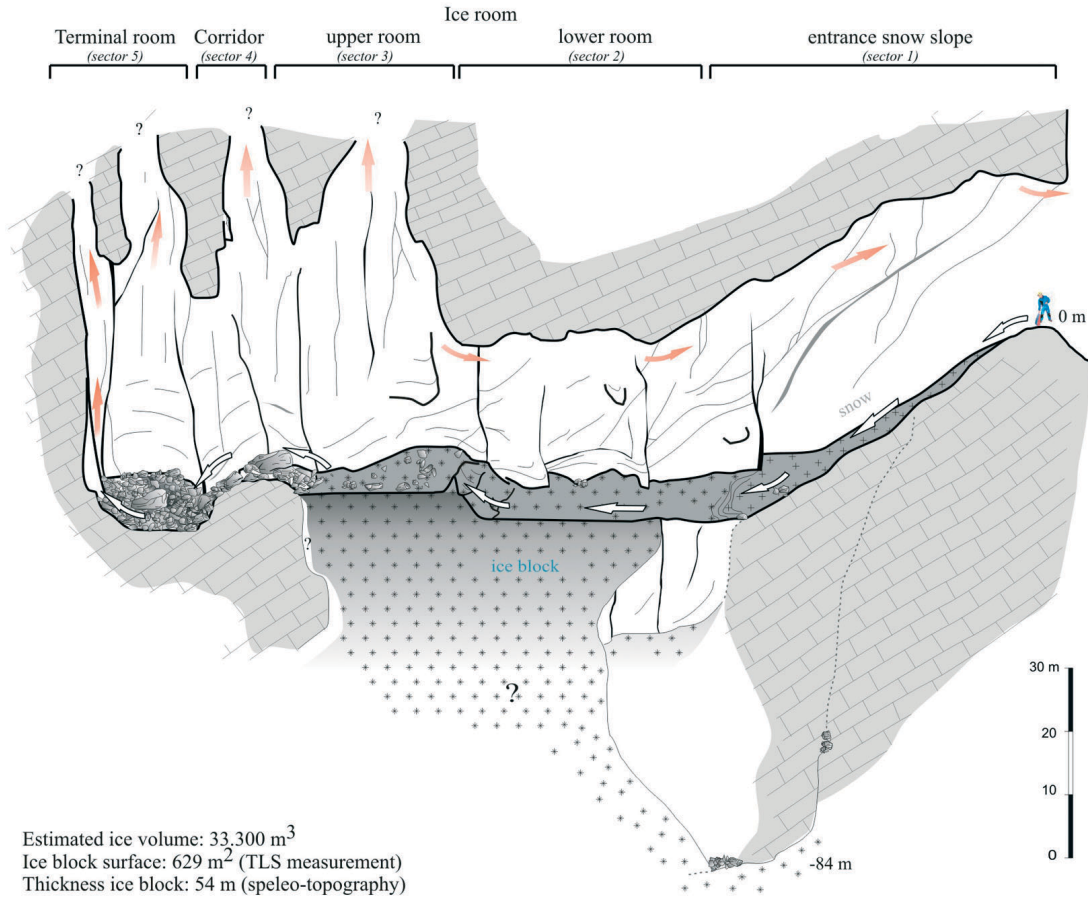 Ice room
Terminal room Corridor upper room lower room entrance snow slope
(sector 5) (sector 4) (sector 3) (sector 2) (sector 1)
?
?
?
?
0 m
snow
?
ice block
30 m
?
20
10
Estimated ice volume: 33.300 m3
0
Ice block surface: 629 m2 (TLS measurement)
-84 m
Thickness ice block: 54 m (speleo-topography)